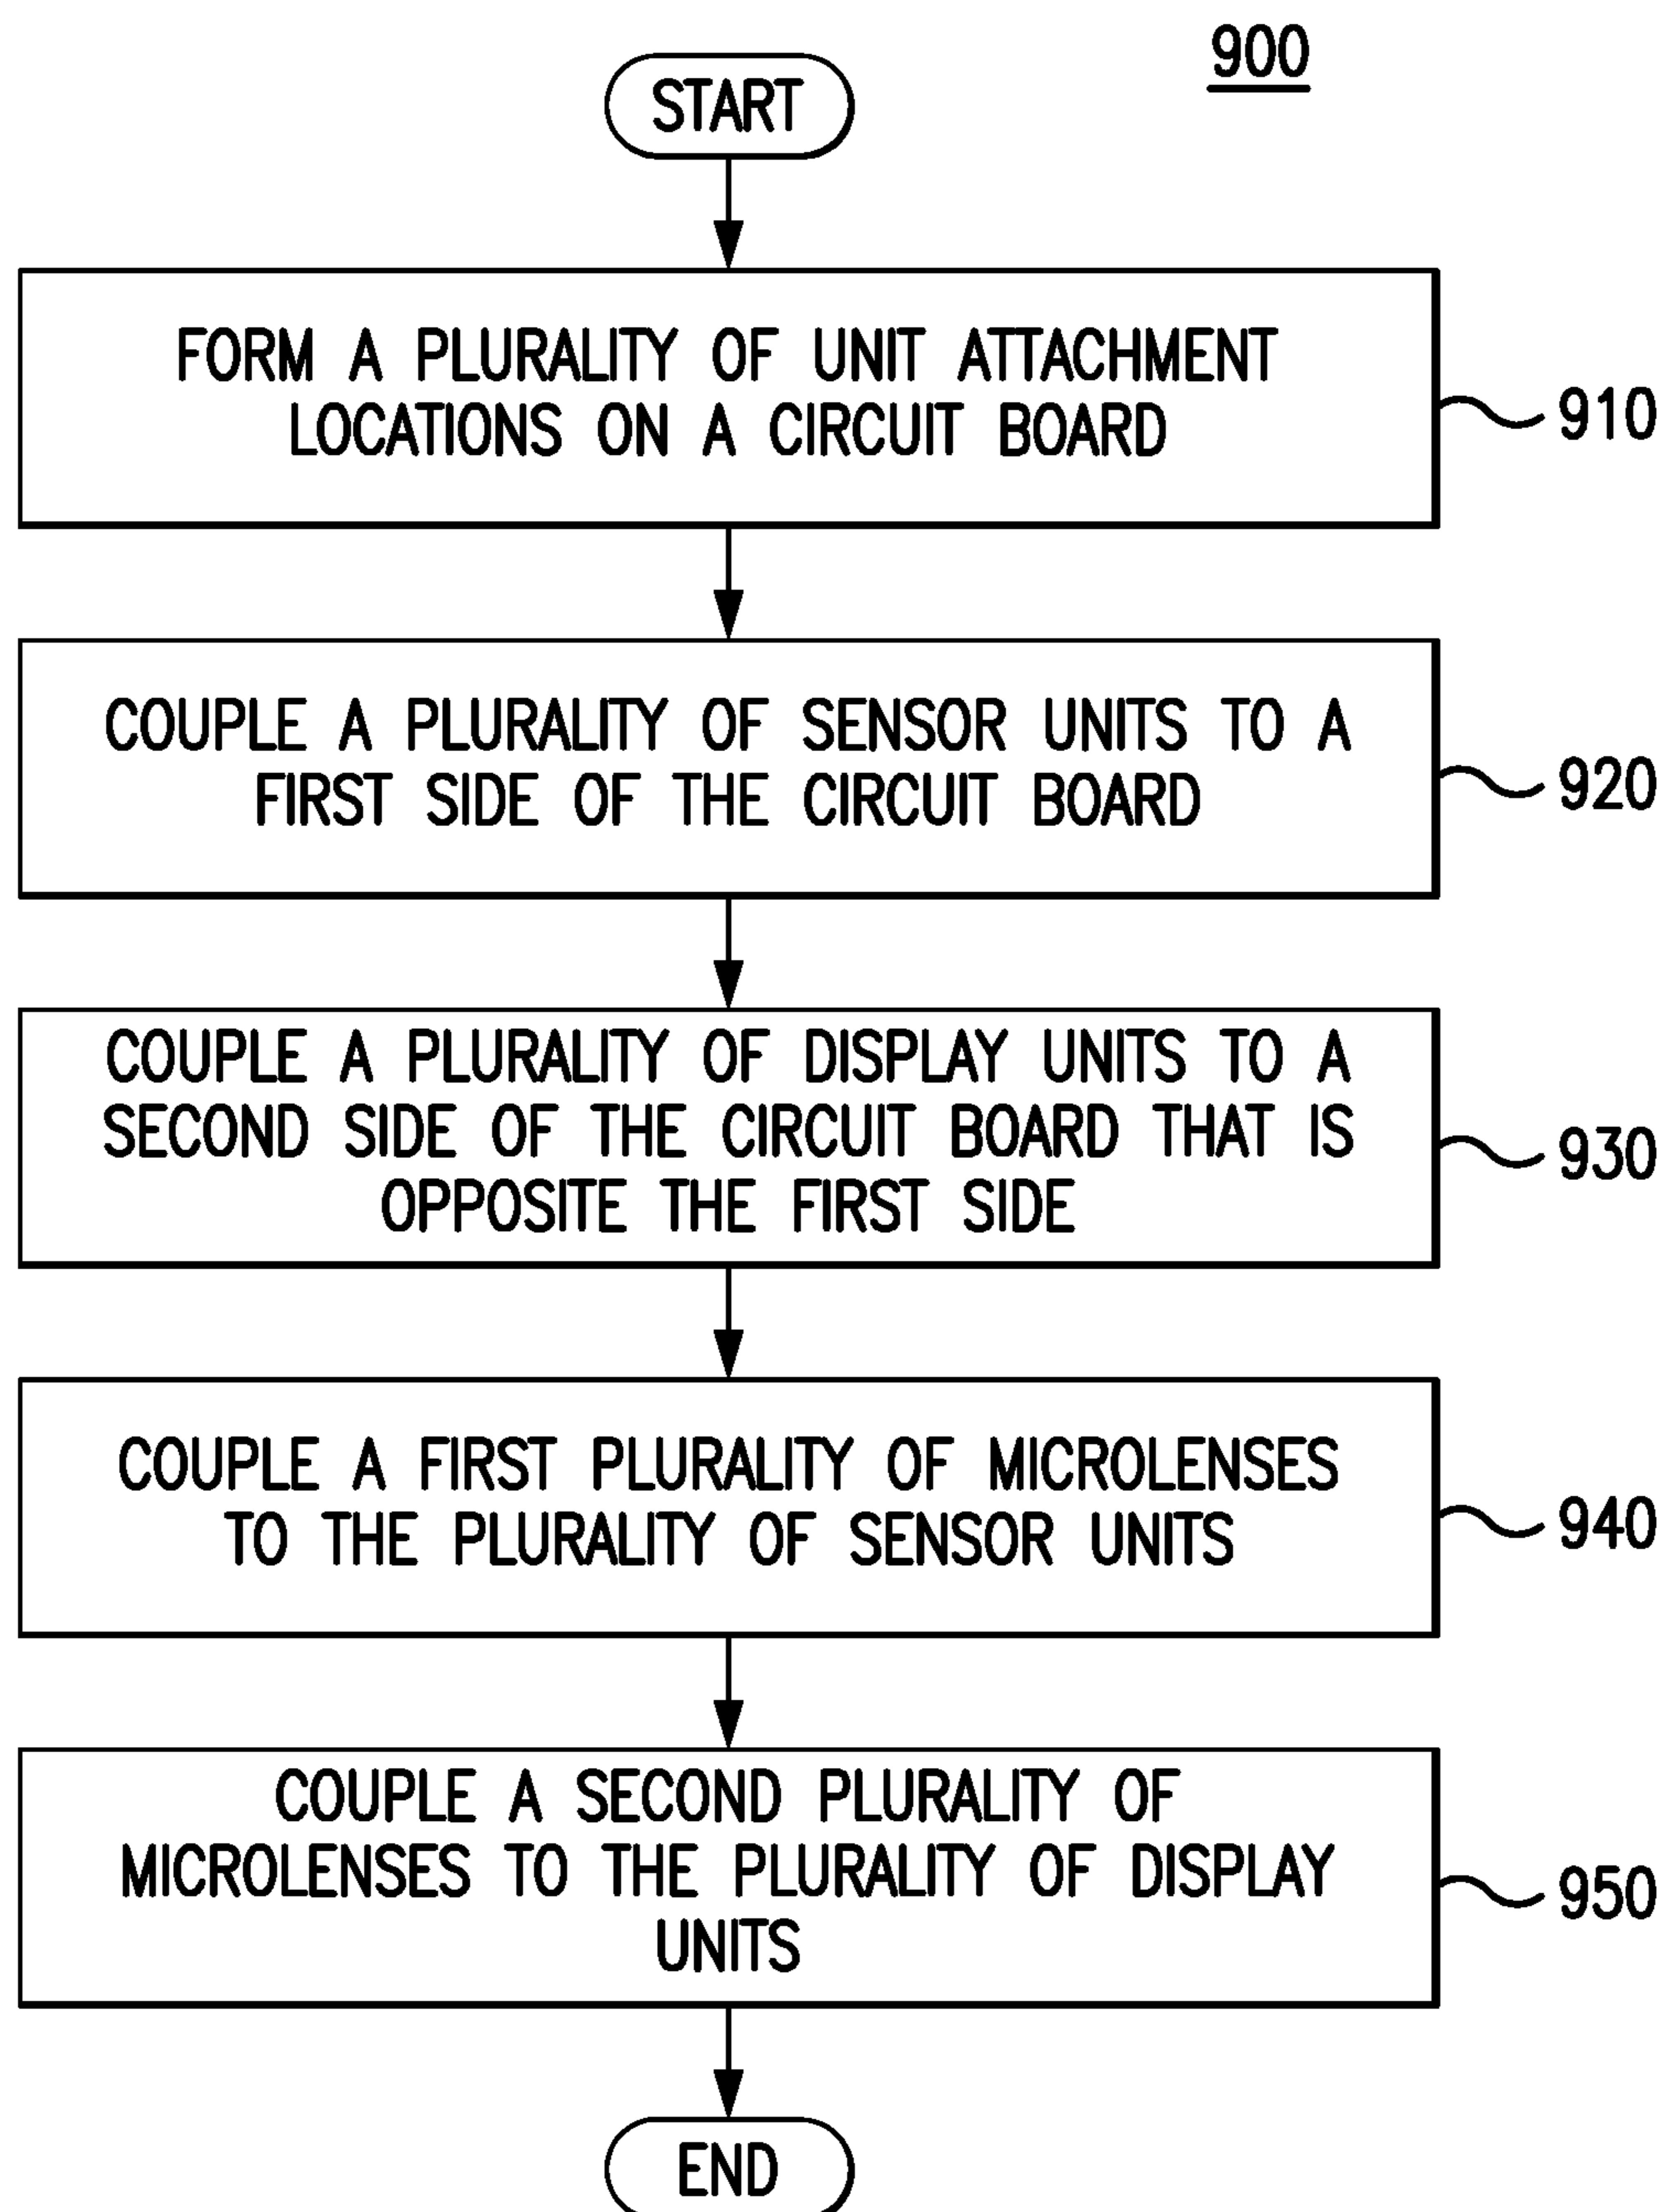 900
START
FORM A PLURALITY OF UNIT ATTACHMENT
LOCATIONS ON A CIRCUIT BOARD
910
COUPLE A PLURALITY OF SENSOR UNITS TO A
FIRST SIDE OF THE CIRCUIT BOARD
920
COUPLE A PLURALITY OF DISPLAY UNITS TO A
SECOND SIDE OF THE CIRCUIT BOARD THAT IS
OPPOSITE THE FIRST SIDE
930
COUPLE A FIRST PLURALITY OF MICROLENSES
TO THE PLURALITY OF SENSOR UNITS
940
COUPLE A SECOND PLURALITY OF
MICROLENSES TO THE PLURALITY OF DISPLAY
UNITS
950
END